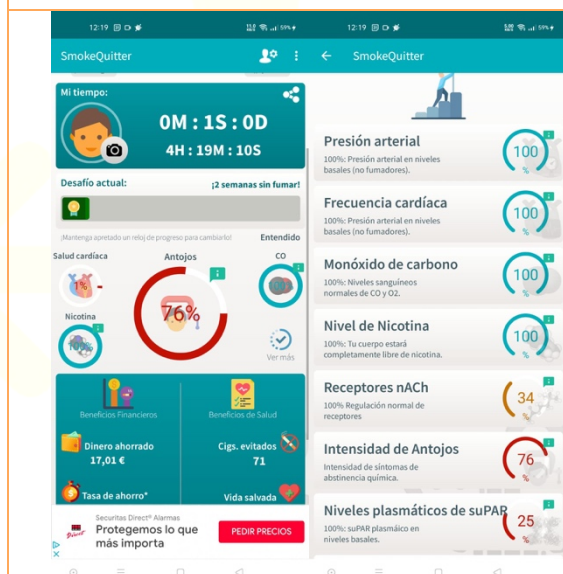 12:19
59%
SmokeQuitter
Mi tiempo:
0M : 1S : 0D
4H : 19M : 10S
Desafío actual:
¡2 semanas sin fumar!
¡Mantenga apretado un reloj de progreso para cambiarlo!
Entendido
Salud cardíaca
Antojos
CO
1%
76%
100%
Nicotina
100%
Ver más
Beneficios Financieros
Beneficios de Salud
Dinero ahorrado
17,01 €
Cigs. evitados
71
Tasa de ahorro*
Vida salvada
Securitas Direct® Alarmas
Protegemos lo que
más importa
PEDIR PRECIOS
12:19
59%
SmokeQuitter
Presión arterial
100%: Presión arterial en niveles
basales (no fumadores).
100
%
Frecuencia cardíaca
100%: Presión arterial en niveles
basales (no fumadores).
100
%
Monóxido de carbono
100%: Niveles sanguíneos
normales de CO y O2.
100
%
Nivel de Nicotina
100%: Tu cuerpo estará
completamente libre de nicotina.
100
%
Receptores nACh
100% Regulación normal de
receptores
34
%
Intensidad de Antojos
Intensidad de síntomas de
abstinencia química.
76
%
Niveles plasmáticos de suPAR
100%: suPAR plasmáico en
niveles basales.
25
%